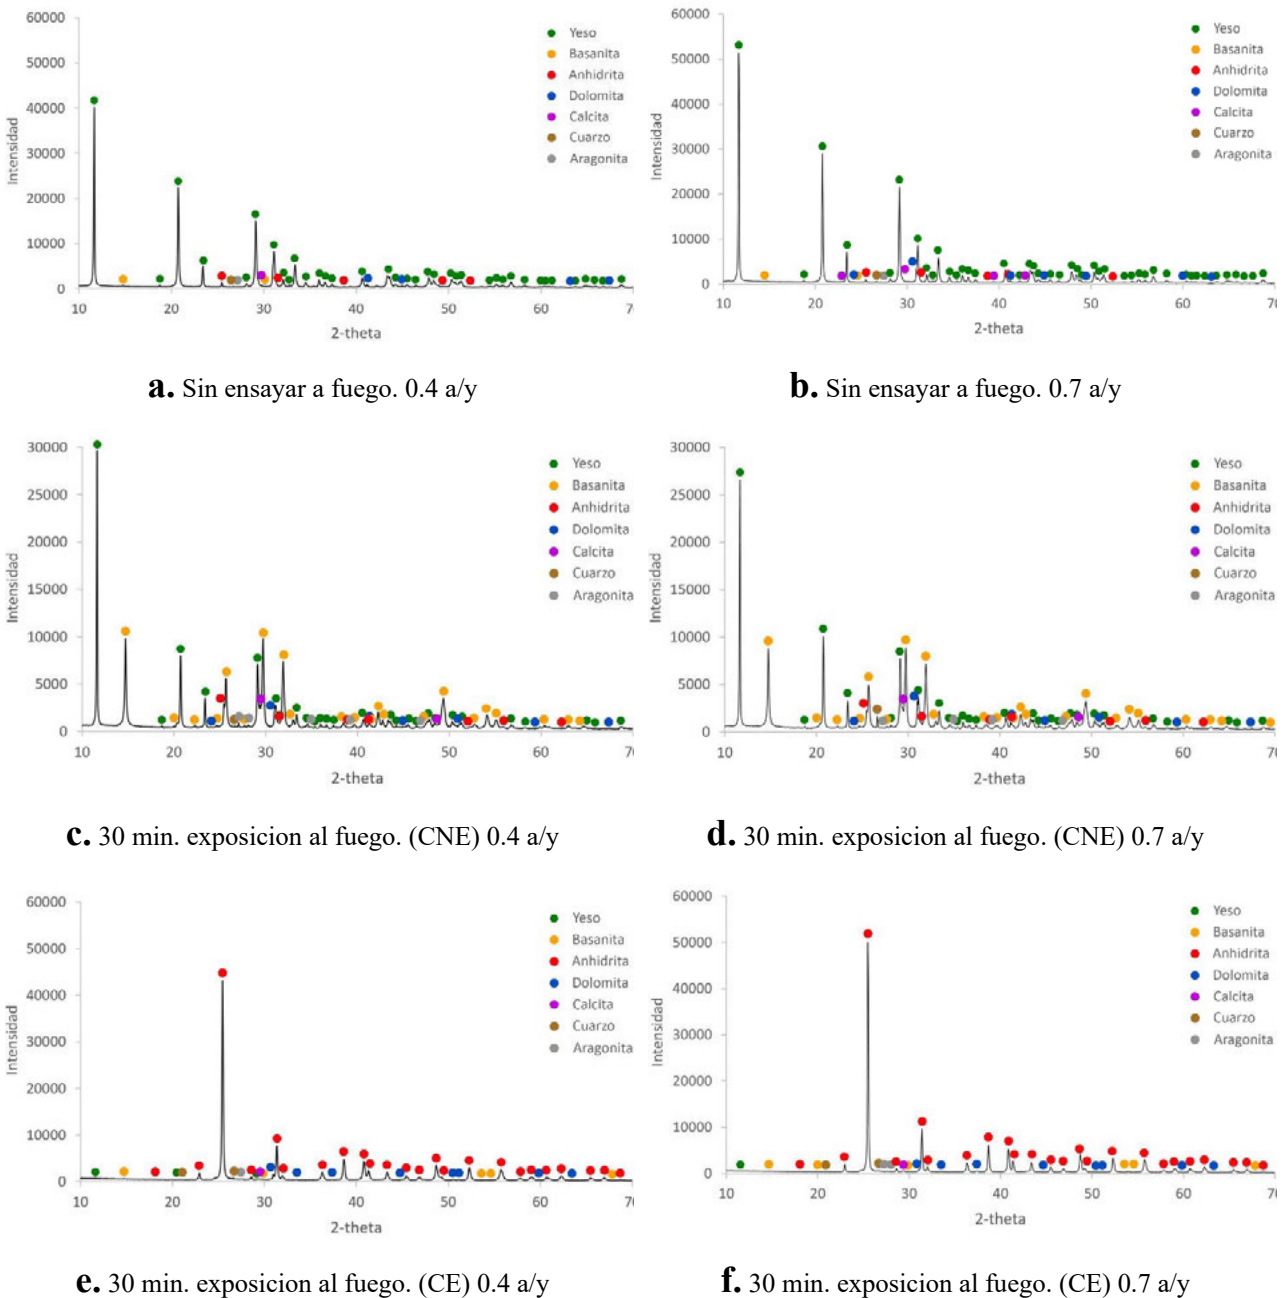 60000
50000
40000
30000
20000
10000
0
Intensidad
10 20 30 40 50 60 70
2-theta
Yeso
Basanita
Anhidrita
Dolomita
Calcita
Cuarzo
Aragonita
a. Sin ensayar a fuego. 0.4 a/y
60000
50000
40000
30000
20000
10000
0
Intensidad
10 20 30 40 50 60 70
2-theta
Yeso
Basanita
Anhidrita
Dolomita
Calcita
Cuarzo
Aragonita
b. Sin ensayar a fuego. 0.7 a/y
30000
25000
20000
15000
10000
5000
0
Intensidad
10 20 30 40 50 60 70
2-theta
Yeso
Basanita
Anhidrita
Dolomita
Calcita
Cuarzo
Aragonita
c. 30 min. exposicion al fuego. (CNE) 0.4 a/y
30000
25000
20000
15000
10000
5000
0
Intensidad
10 20 30 40 50 60 70
2-theta
Yeso
Basanita
Anhidrita
Dolomita
Calcita
Cuarzo
Aragonita
d. 30 min. exposicion al fuego. (CNE) 0.7 a/y
60000
50000
40000
30000
20000
10000
0
Intensidad
10 20 30 40 50 60 70
2-theta
Yeso
Basanita
Anhidrita
Dolomita
Calcita
Cuarzo
Aragonita
e. 30 min. exposicion al fuego. (CE) 0.4 a/y
60000
50000
40000
30000
20000
10000
0
Intensidad
10 20 30 40 50 60 70
2-theta
Yeso
Basanita
Anhidrita
Dolomita
Calcita
Cuarzo
Aragonita
f. 30 min. exposicion al fuego. (CE) 0.7 a/y